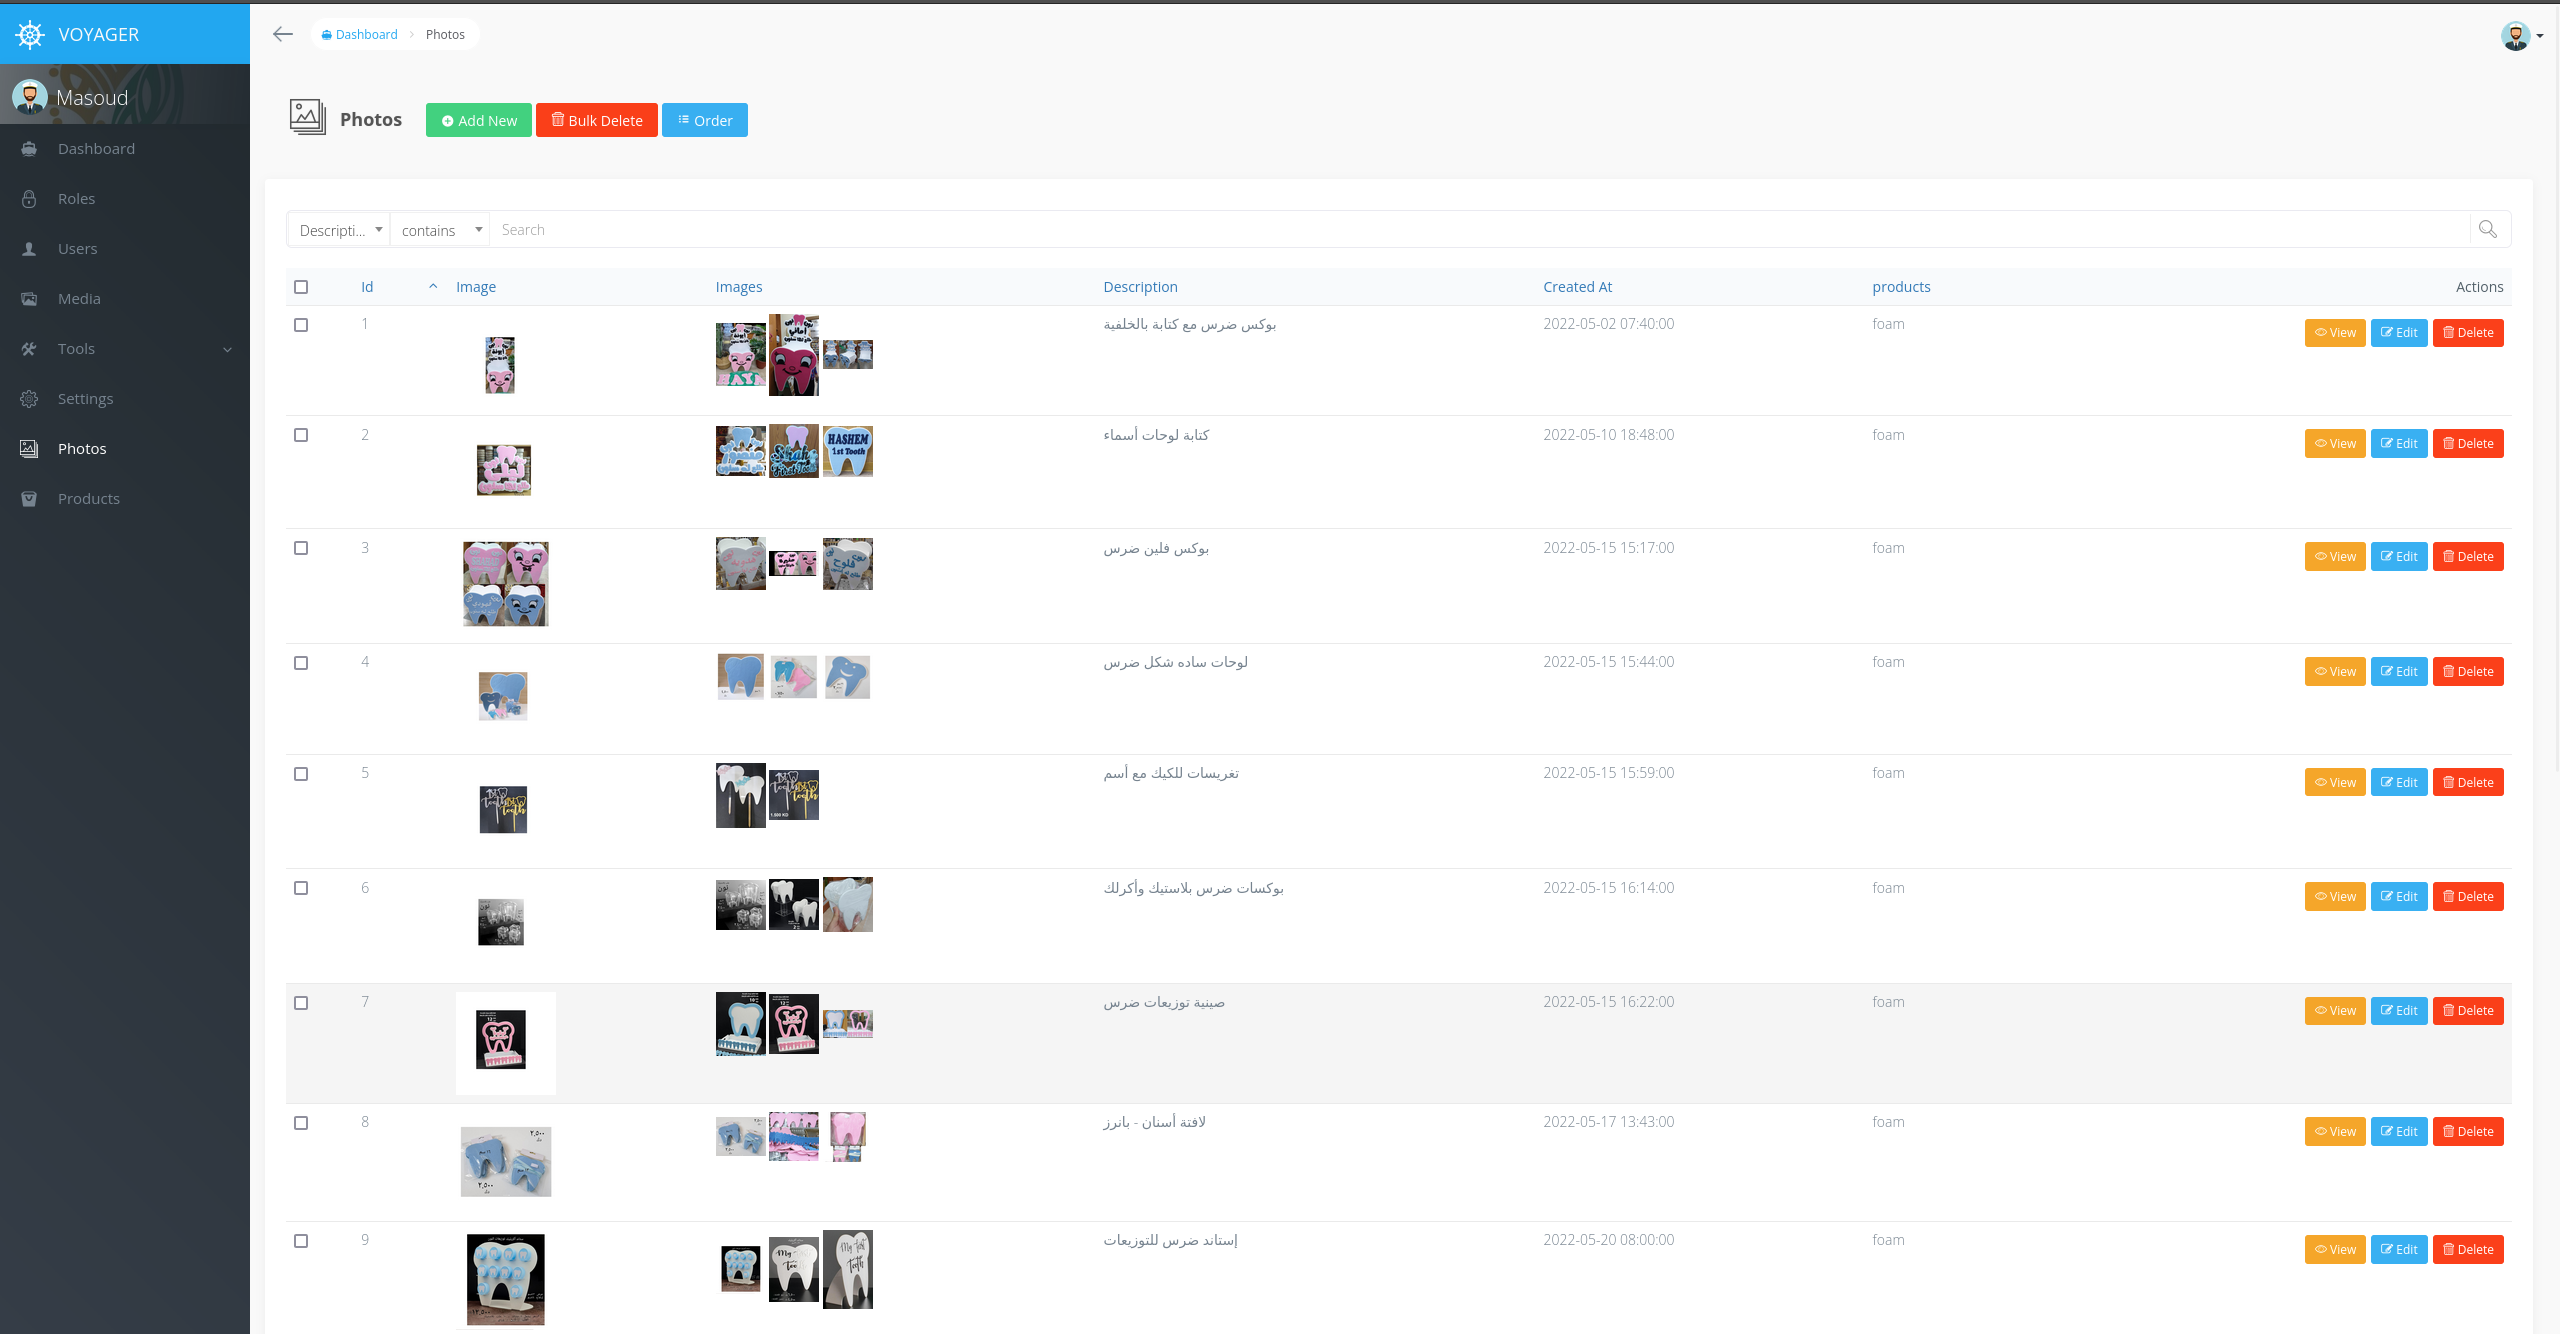 VOYAGER
Dashboard
Photos
Masoud
Dashboard
Roles
Users
Media
Tools
Settings
Photos
Products
Photos
Add New
Bulk Delete
Order
Descripti...
contains
Search
Id Image Images Description Created At products Actions
1 بوكس ضرس مع كتابة بالخلفية 2022-05-02 07:40:00 foam View Edit Delete
2 كتابة لوحات أسماء 2022-05-10 18:48:00 foam View Edit Delete
HASHEM
1st Tooth
3 بوكس فلين ضرس 2022-05-15 15:17:00 foam View Edit Delete
4 لوحات ساده شكل ضرس 2022-05-15 15:44:00 foam View Edit Delete
5 تغريسات للكيك مع أسم 2022-05-15 15:59:00 foam View Edit Delete
6 بوكسات ضرس بلاستيك وأكرلك 2022-05-15 16:14:00 foam View Edit Delete
7 صينية توزيعات ضرس 2022-05-15 16:22:00 foam View Edit Delete
8 لافتة أسنان - بانرز 2022-05-17 13:43:00 foam View Edit Delete
٢,٥٠٠
٢,٥٠٠
9 إستاند ضرس للتوزيعات 2022-05-20 08:00:00 foam View Edit Delete